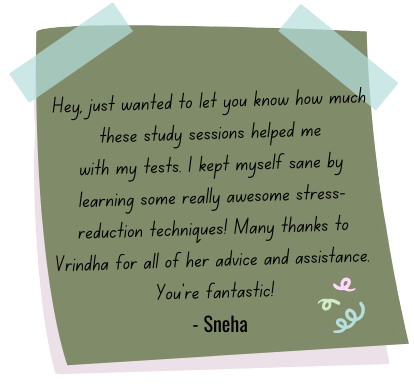 Hey, just wanted to let you know how much
these study sessions helped me
with my tests. I kept myself sane by
learning some really awesome stress-
reduction techniques! Many thanks to
Vrindha for all of her advice and assistance.
You're fantastic!
- Sneha